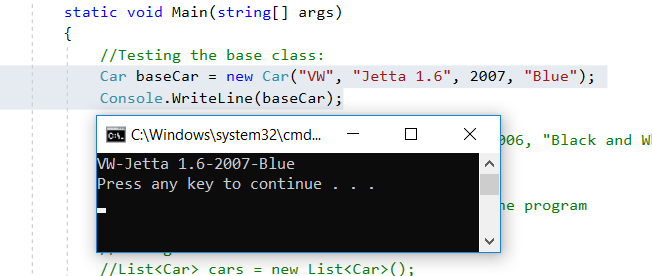 static void Main(string[] args)
{
//Testing the base class:
Car baseCar = new Car("VW", "Jetta 1.6", 2007, "Blue");
Console.WriteLine(baseCar);
C:\Windows\system32\cmd...
006, "Black and
VW-Jetta 1.6-2007-Blue
Press any key to continue . . .
program
//List<Car> cars = new List<Car>();